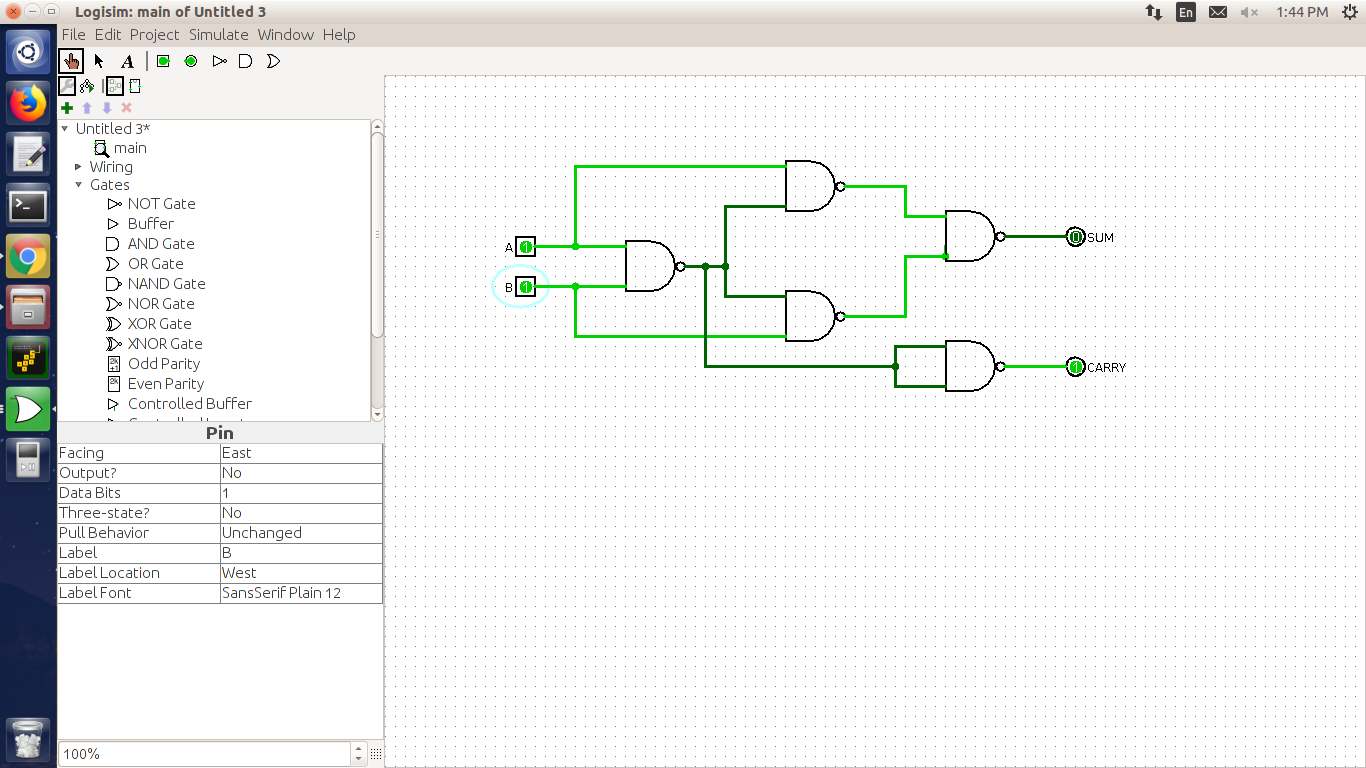 Logisim: main of Untitled 3
En
1:44 PM
File Edit Project Simulate Window Help
A
Untitled 3*
main
Wiring
Gates
NOT Gate
Buffer
AND Gate
OR Gate
NAND Gate
NOR Gate
XOR Gate
XNOR Gate
Odd Parity
Even Parity
Controlled Buffer
Pin
Facing East
Output? No
Data Bits 1
Three-state? No
Pull Behavior Unchanged
Label B
Label Location West
Label Font SansSerif Plain 12
100%
A 1
B 1
0 SUM
1 CARRY